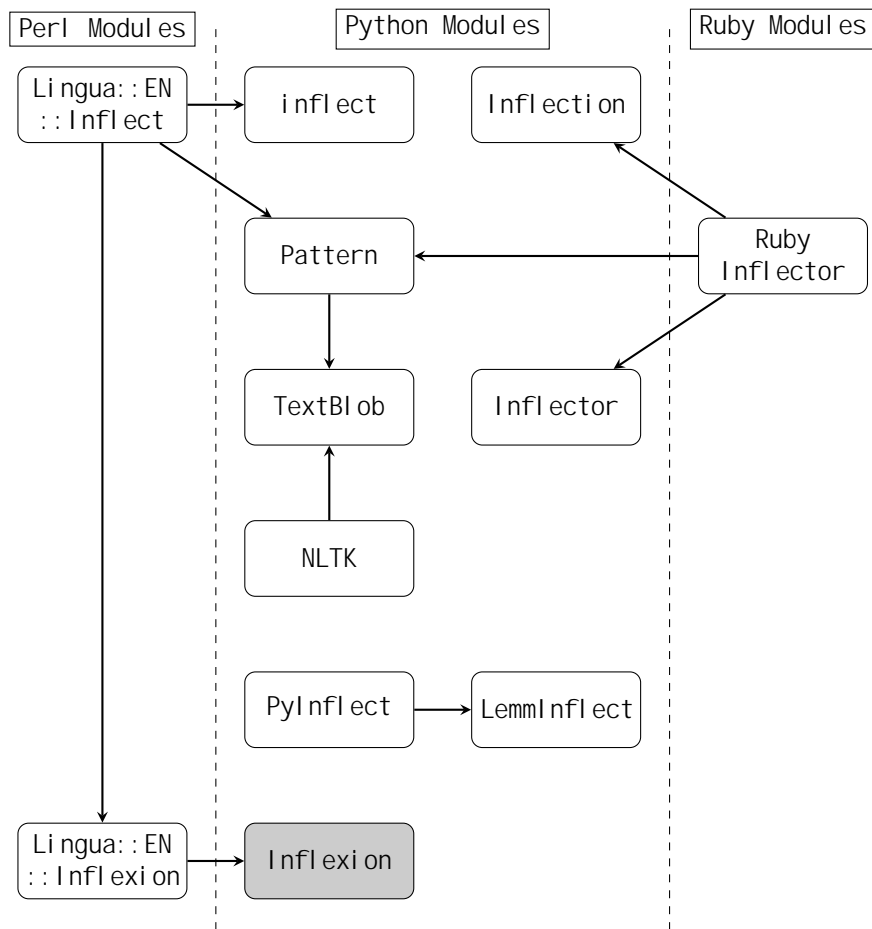 Perl Modules
Python Modules
Ruby Modules
Lingua::EN
::Inflect
inflect
Inflection
Pattern
Ruby
Inflector
TextBlob
Inflector
NLTK
PyInflect
LemmInflect
Lingua::EN
::Inflexion
Inflexion